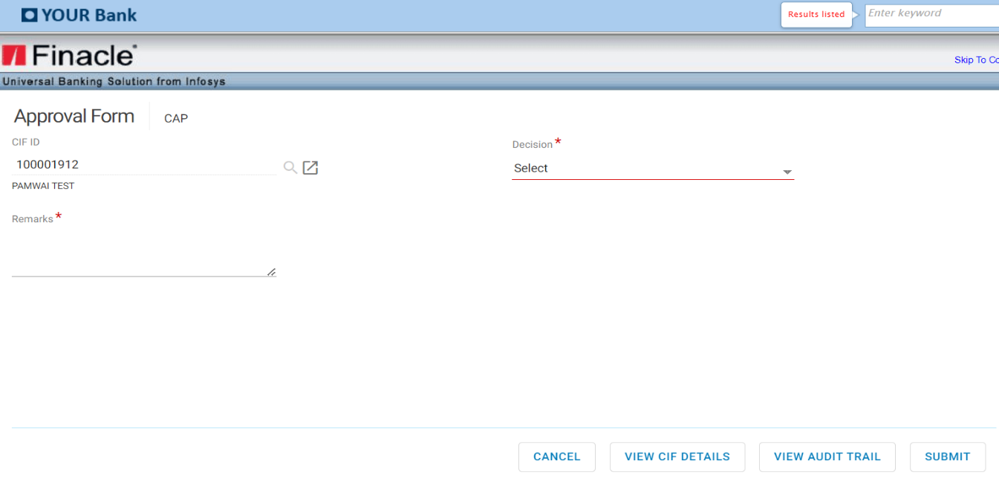 YOUR Bank
Results listed
Enter keyword
Finacle
Skip To Co
Universal Banking Solution from Infosys
Approval Form
CAP
CIF ID
Decision *
100001912
Select
PAMWAI TEST
Remarks *
CANCEL
VIEW CIF DETAILS
VIEW AUDIT TRAIL
SUBMIT